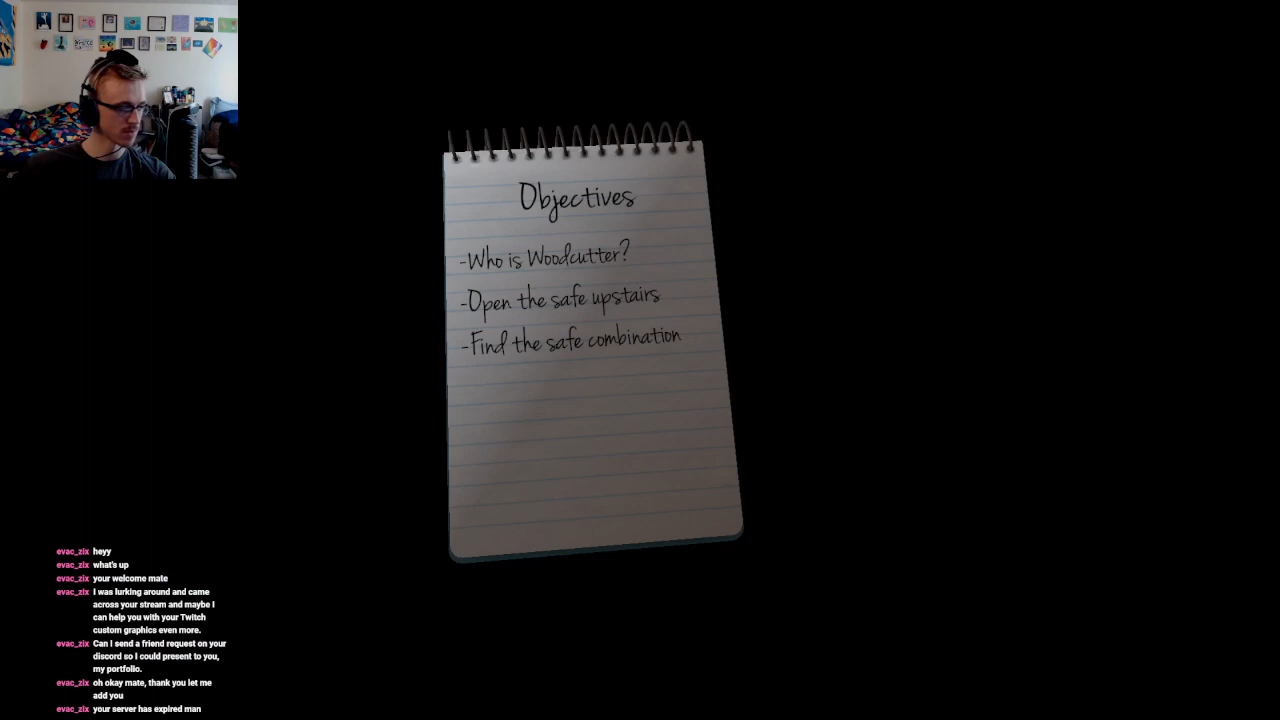 Objectives
-Who is Woodcutter?
-Open the safe upstairs
-Find the safe combination
evac_zix heyy
evac_zix what's up
evac_zix your welcome mate
evac_zix I was lurking around and came
across your stream and maybe I
can help you with your Twitch
custom graphics even more.
evac_zix Can I send a friend request on your
discord so I could present to you,
my portfolio.
evac_zix oh okay mate, thank you let me
add you
evac_zix your server has expired man